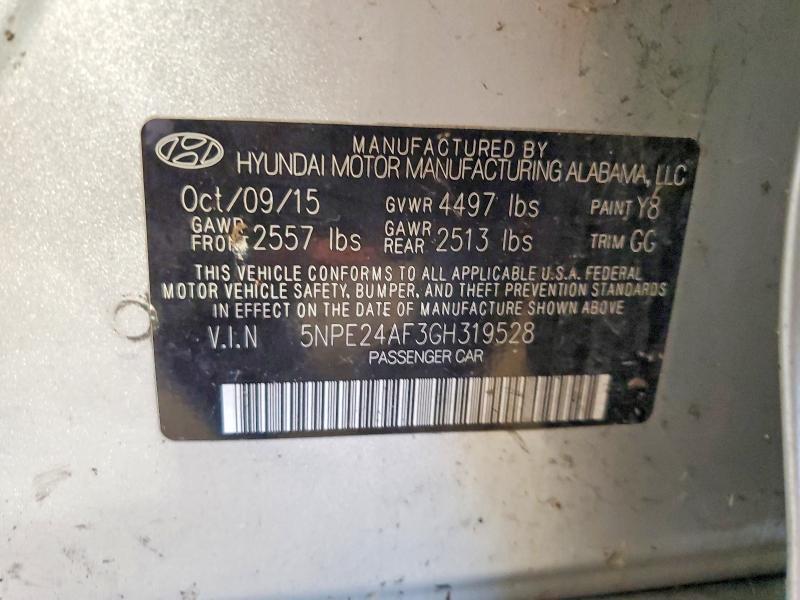 MANUFACTURED BY
HYUNDAI MOTOR MANUFACTURING ALABAMA, LLC
Oct/09/15 GVWR 4497 lbs PAINT Y8
GAWR FRONT 2557 lbs GAWR REAR 2513 lbs TRIM GG
THIS VEHICLE CONFORMS TO ALL APPLICABLE U.S.A. FEDERAL
MOTOR VEHICLE SAFETY, BUMPER, AND THEFT PREVENTION STANDARDS
IN EFFECT ON THE DATE OF MANUFACTURE SHOWN ABOVE
V.I.N 5NPE24AF3GH319528
PASSENGER CAR